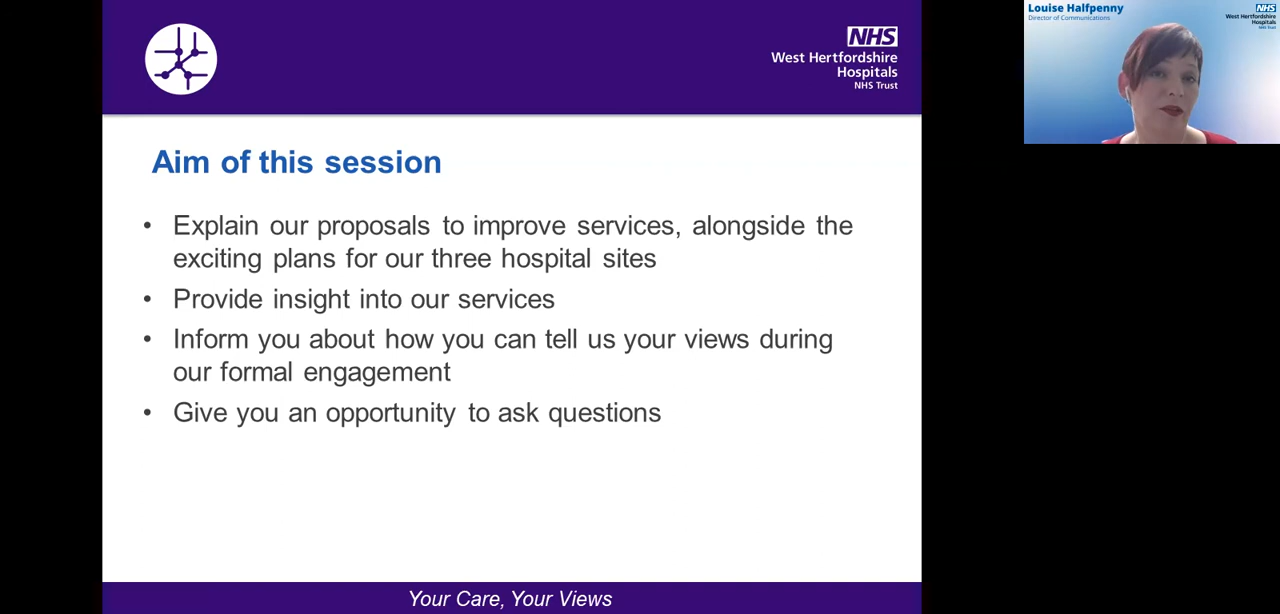 NHS
West Hertfordshire
Hospitals
NHS Trust
Aim of this session
• Explain our proposals to improve services, alongside the
exciting plans for our three hospital sites
• Provide insight into our services
• Inform you about how you can tell us your views during
our formal engagement
• Give you an opportunity to ask questions
Your Care, Your Views
Louise Halfpenny
Director of Communications
NHS
West Hertfordshire
Hospitals
NHS Trust